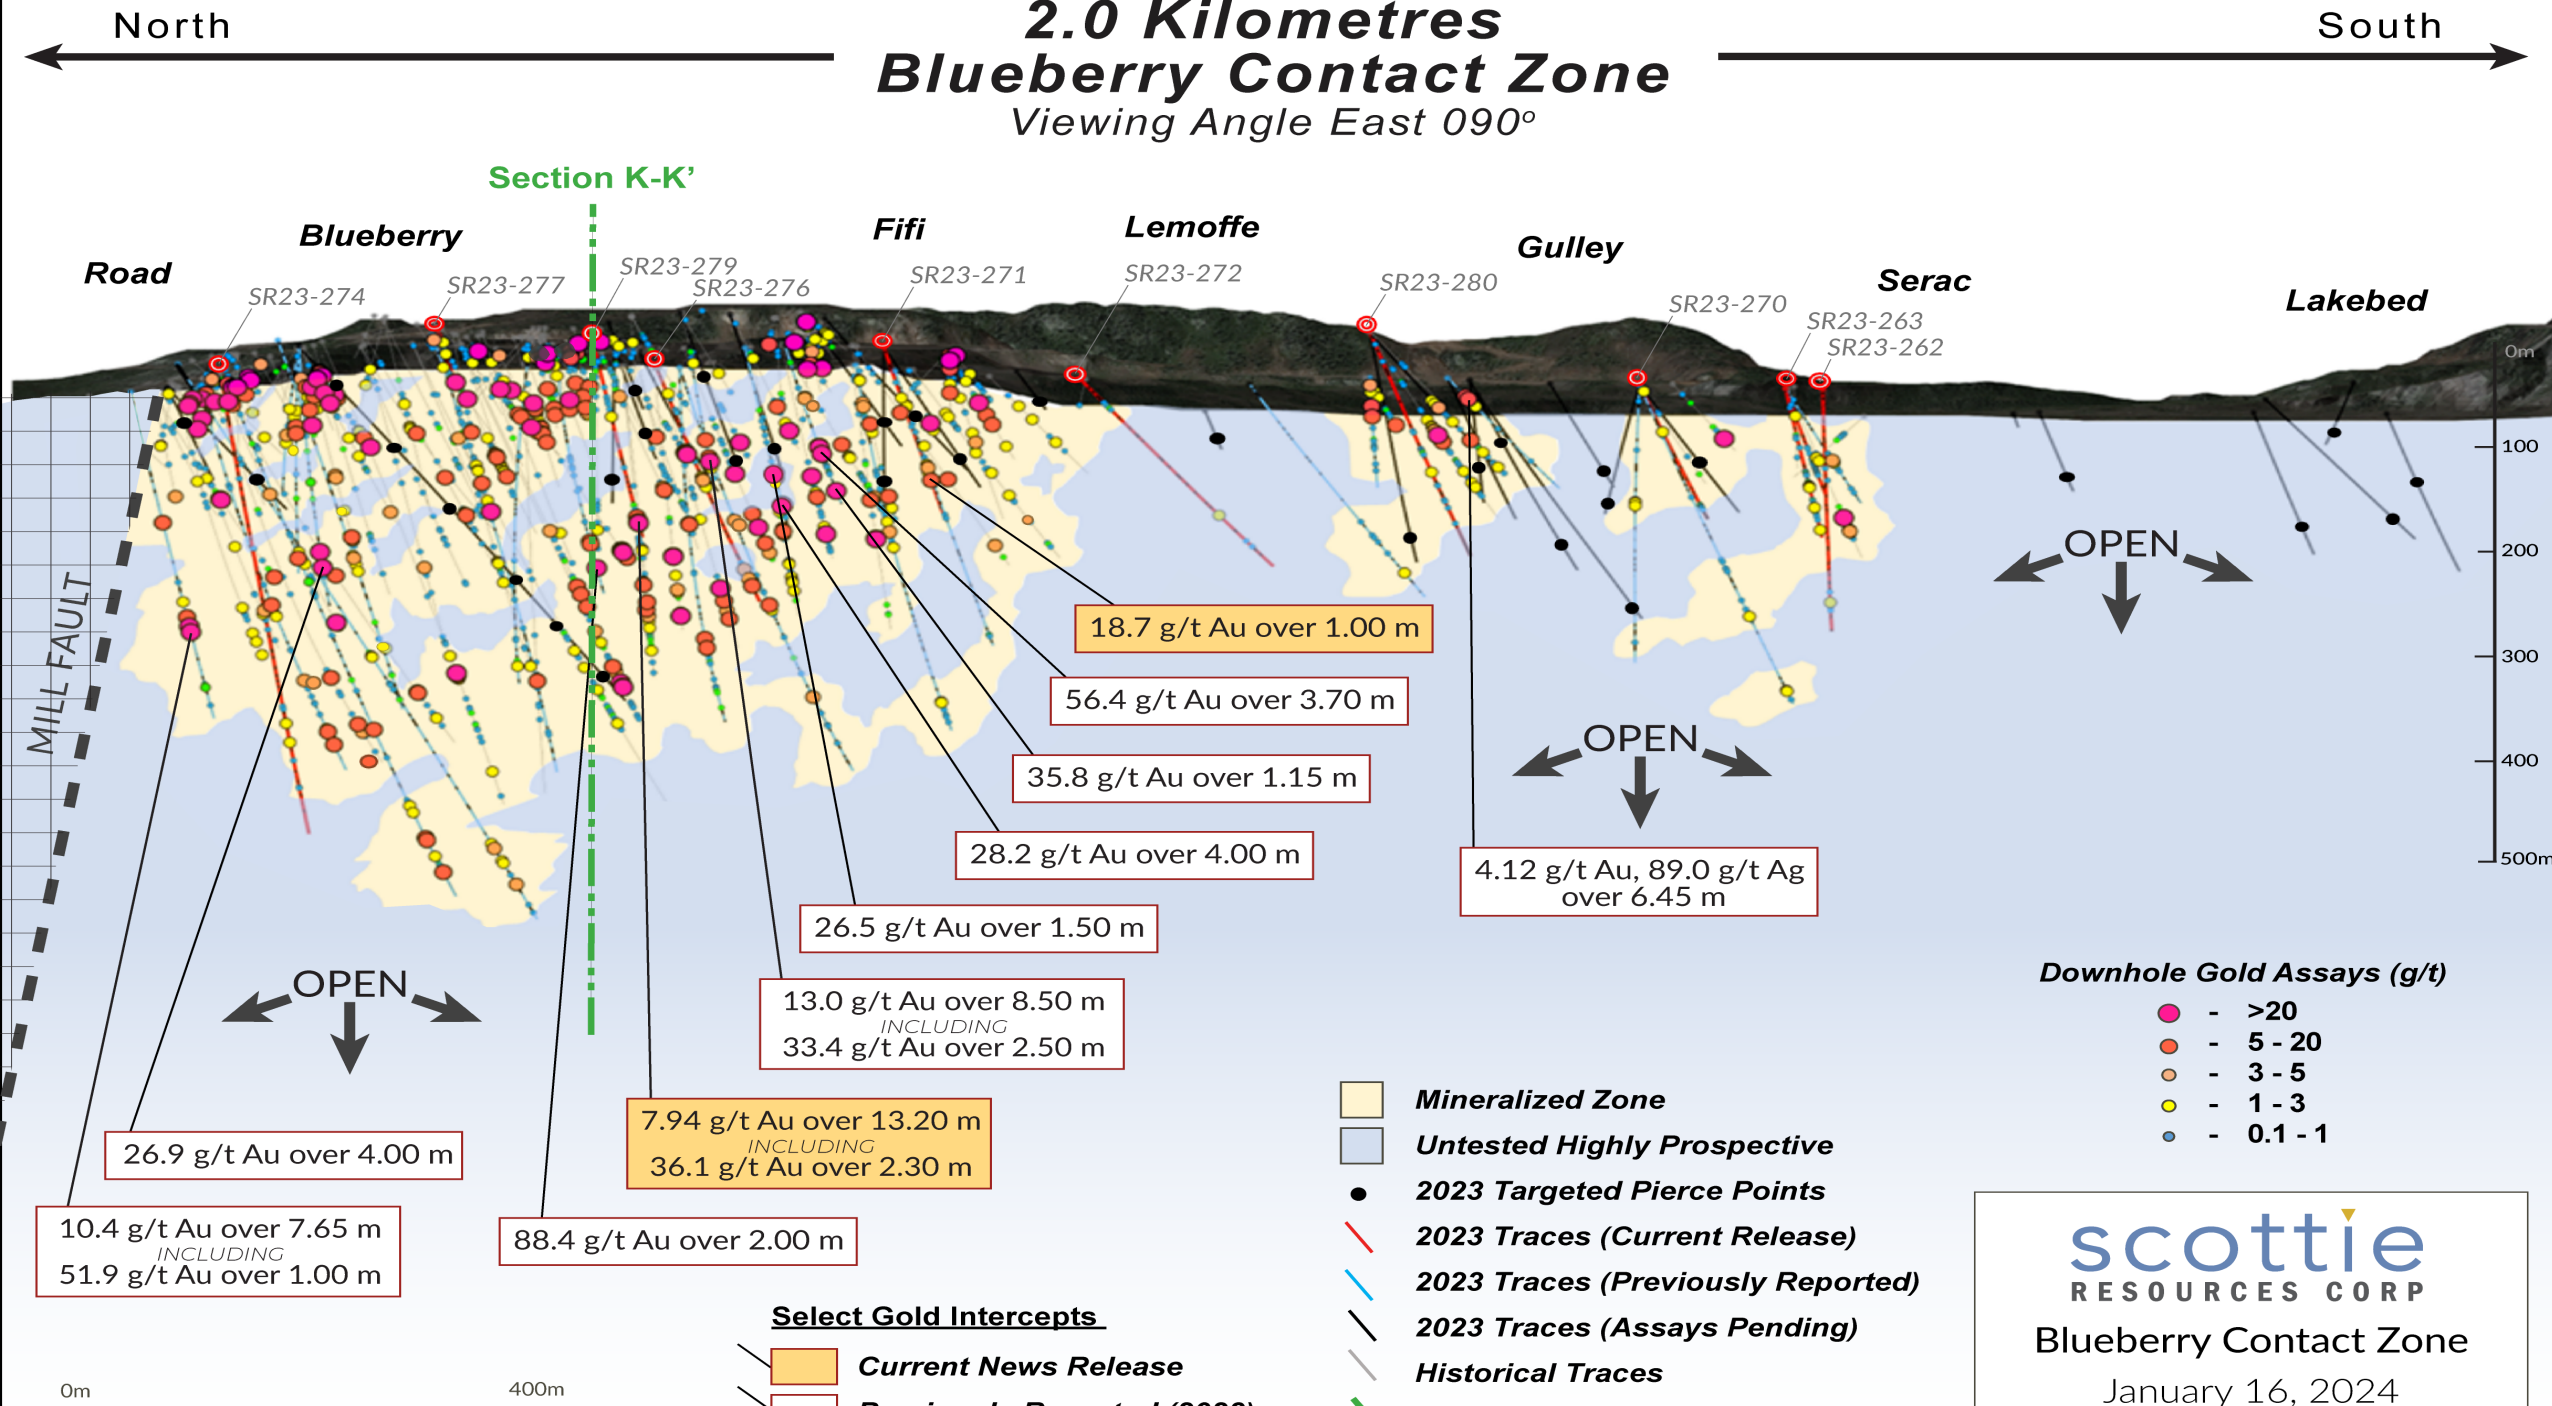 North
2.0 Kilometres
South
Blueberry Contact Zone
Viewing Angle East 090°
Section K-K’
Road
Blueberry
Fifi
Lemoffe
Gulley
Serac
Lakebed
SR23-274
SR23-277
SR23-279
SR23-276
SR23-271
SR23-272
SR23-280
SR23-270
SR23-263
SR23-262
0m
100
200
300
400
500m
MILL FAULT
OPEN
OPEN
OPEN
18.7 g/t Au over 1.00 m
56.4 g/t Au over 3.70 m
35.8 g/t Au over 1.15 m
28.2 g/t Au over 4.00 m
26.5 g/t Au over 1.50 m
13.0 g/t Au over 8.50 m
INCLUDING
33.4 g/t Au over 2.50 m
4.12 g/t Au, 89.0 g/t Ag
over 6.45 m
7.94 g/t Au over 13.20 m
INCLUDING
36.1 g/t Au over 2.30 m
26.9 g/t Au over 4.00 m
88.4 g/t Au over 2.00 m
10.4 g/t Au over 7.65 m
INCLUDING
51.9 g/t Au over 1.00 m
Downhole Gold Assays (g/t)
- >20
- 5 - 20
- 3 - 5
- 1 - 3
- 0.1 - 1
Mineralized Zone
Untested Highly Prospective
2023 Targeted Pierce Points
2023 Traces (Current Release)
2023 Traces (Previously Reported)
2023 Traces (Assays Pending)
Historical Traces
Select Gold Intercepts
Current News Release
0m
400m
scottie
RESOURCES CORP
Blueberry Contact Zone
January 16, 2024